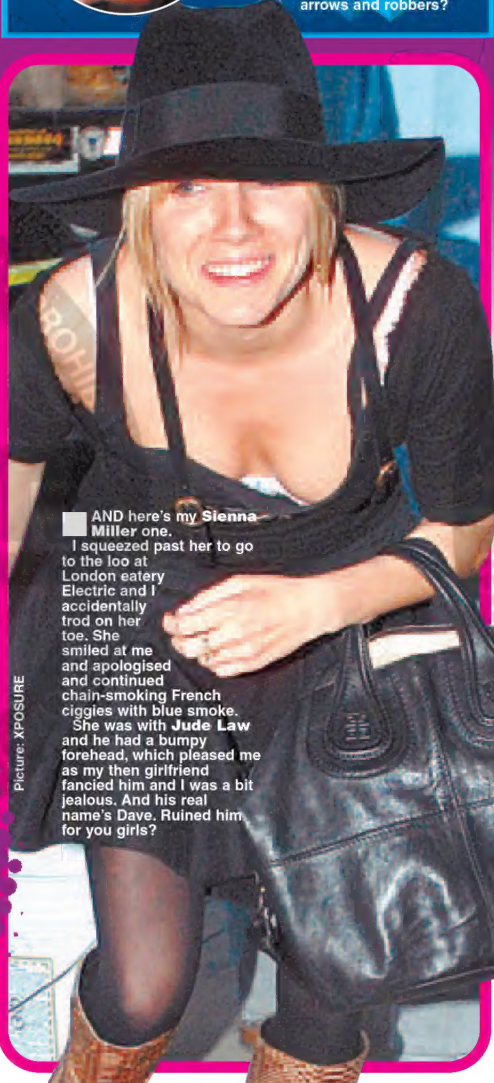 arrows and robbers?
AND here's my Sienna
Miller one.
I squeezed past her to go
to the loo at
London eatery
Electric and I
accidentally
trod on her
toe. She
smiled at me
and apologised
and continued
chain-smoking French
ciggies with blue smoke.
She was with Jude Law
and he had a bumpy
forehead, which pleased me
as my then girlfriend
fancied him and I was a bit
jealous. And his real
name's Dave. Ruined him
for you girls?
Picture: XPOSURE